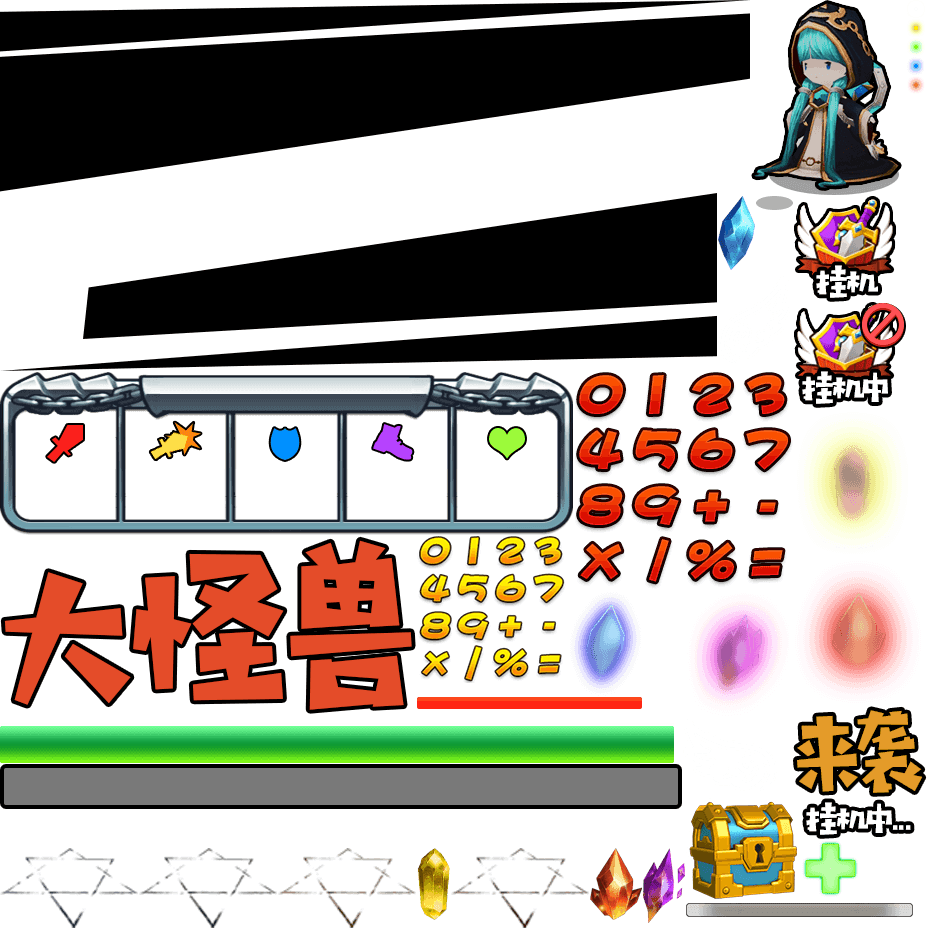 挂机
挂机中
0123
4567
89+-
×/%=
大怪兽
0123
4567
89+-
×/%=
来袭
挂机中...